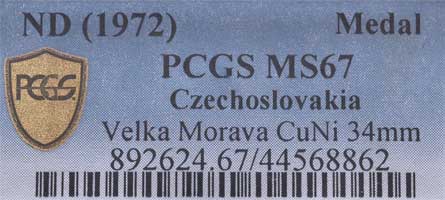 ND (1972) Medal
PCGS MS67
PCGS
Czechoslovakia
Velka Morava CuNi 34mm
892624.67/44568862